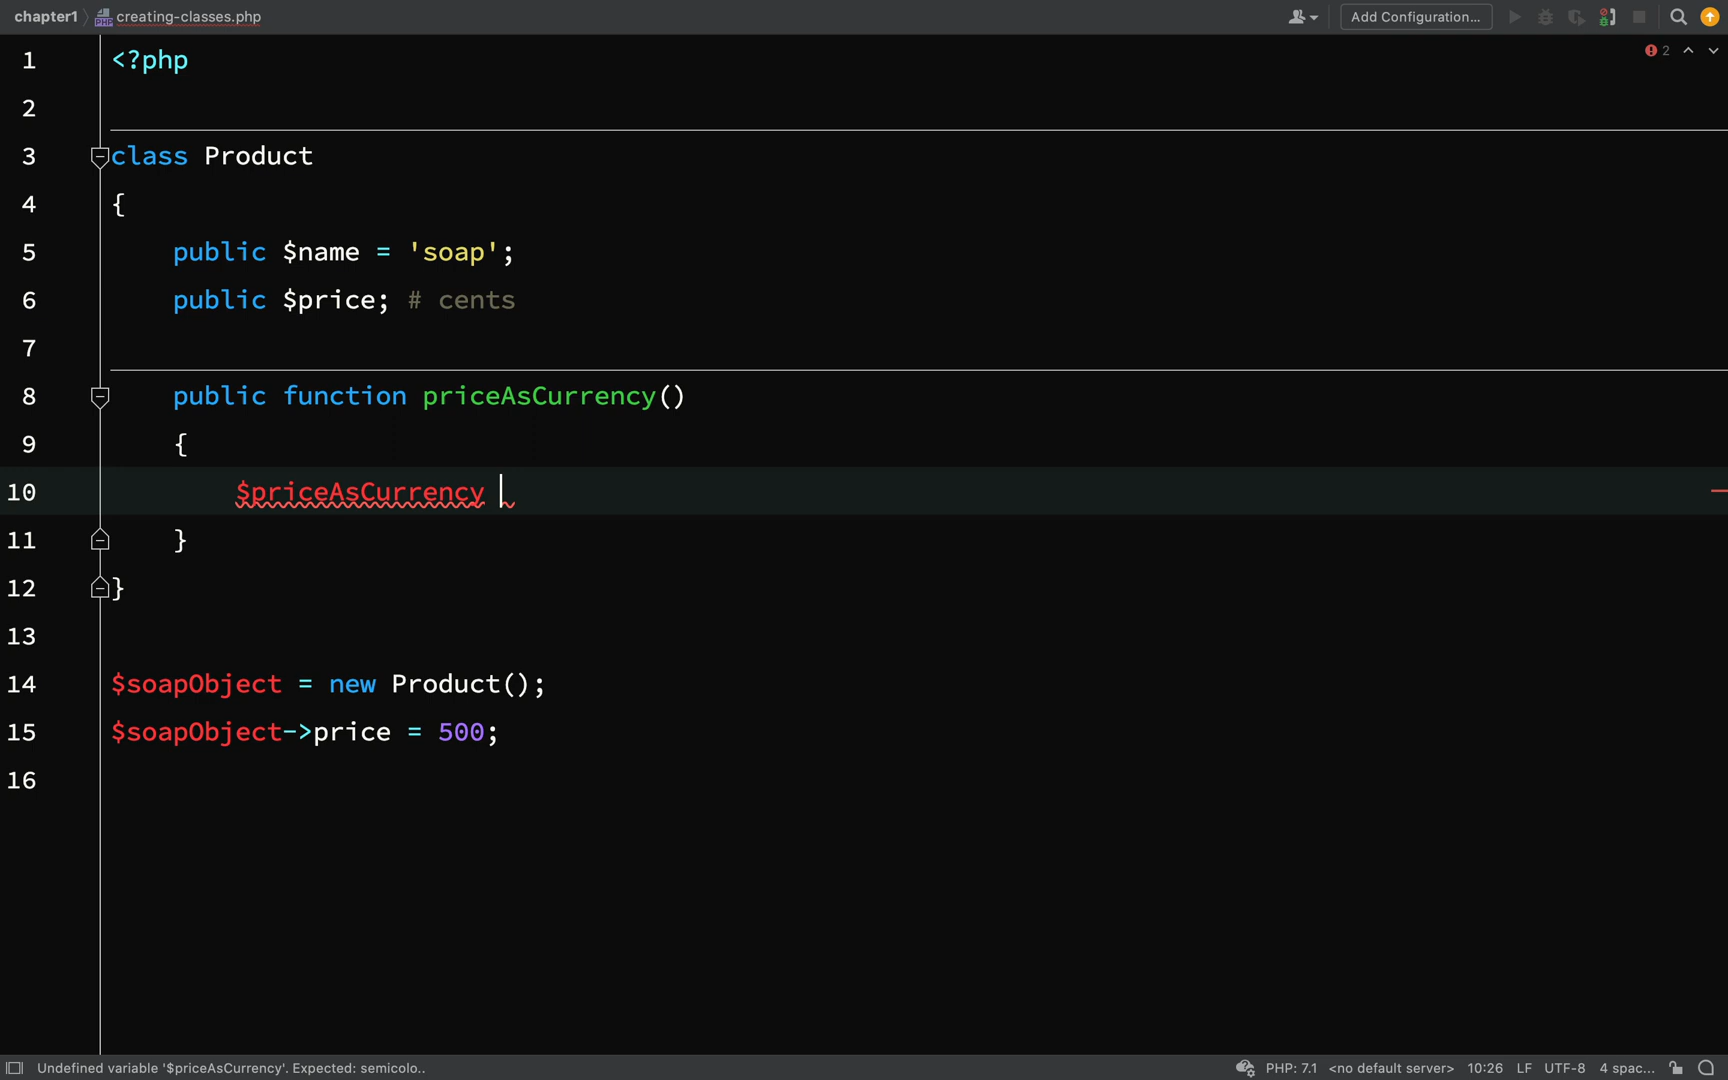 chapter1 creating-classes.php Add Configuration...
2
1 <?php
2
3 class Product
4 {
5 public $name = 'soap';
6 public $price; # cents
7
8 public function priceAsCurrency()
9 {
10 $priceAsCurrency
11 }
12 }
13
14 $soapObject = new Product();
15 $soapObject->price = 500;
16
Undefined variable '$priceAsCurrency'. Expected: semicolo.. PHP: 7.1 <no default server> 10:26 LF UTF-8 4 spac...